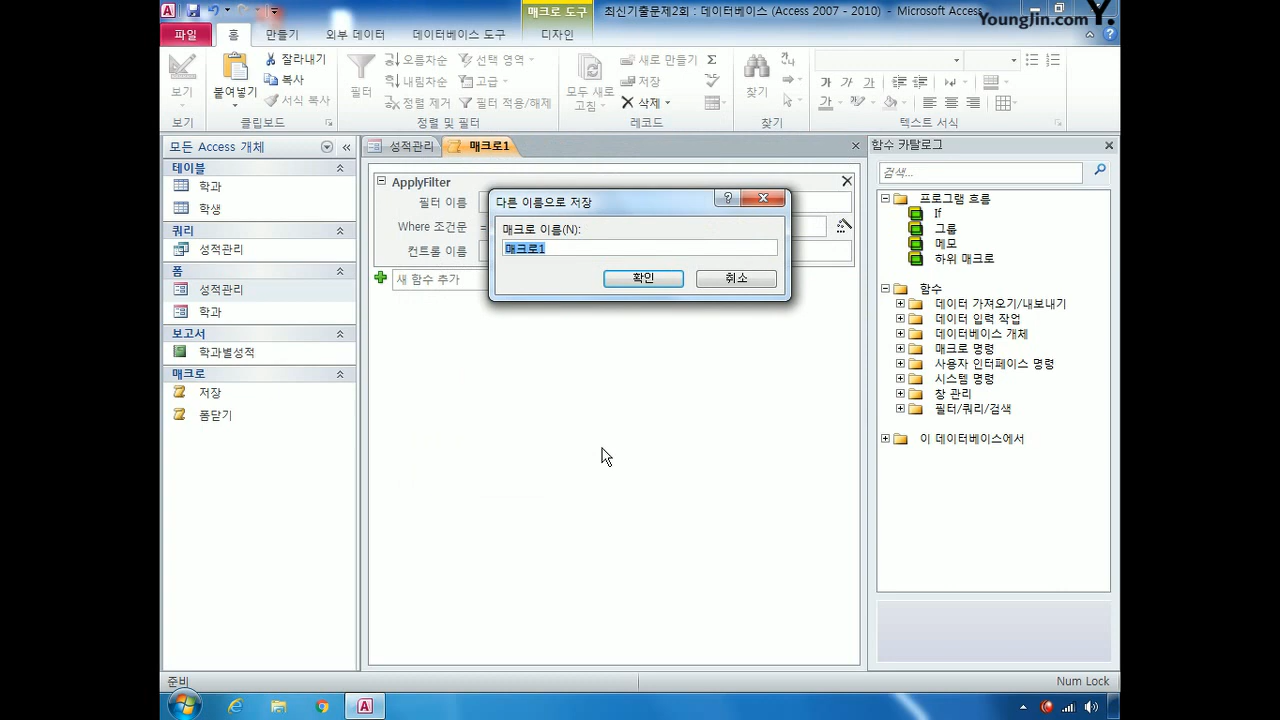 최신기출문제2회 : 데이터베이스 (Access 2007 - 2010) - Microsoft Access
YoungJin.com Y.
매크로 도구
파일 홈 만들기 외부 데이터 데이터베이스 도구 디자인
보기
붙여넣기
잘라내기
복사
서식 복사
필터
오름차순
내림차순
정렬 제거
선택 영역
고급
필터 적용/해제
모두 새로 고침
새로 만들기
저장
삭제
찾기
가 가 가
가
보기 클립보드 정렬 및 필터 레코드 찾기 텍스트 서식
모든 Access 개체
테이블
학과
학생
쿼리
성적관리
폼
성적관리
학과
보고서
학과별성적
매크로
저장
폼닫기
성적관리 매크로1
ApplyFilter
필터 이름
Where 조건문 =
컨트롤 이름
새 함수 추가
다른 이름으로 저장
매크로 이름(N):
매크로1
확인 취소
함수 카탈로그
검색...
프로그램 흐름
If
그룹
메모
하위 매크로
함수
데이터 가져오기/내보내기
데이터 입력 작업
데이터베이스 개체
매크로 명령
사용자 인터페이스 명령
시스템 명령
창 관리
필터/쿼리/검색
이 데이터베이스에서
준비 Num Lock